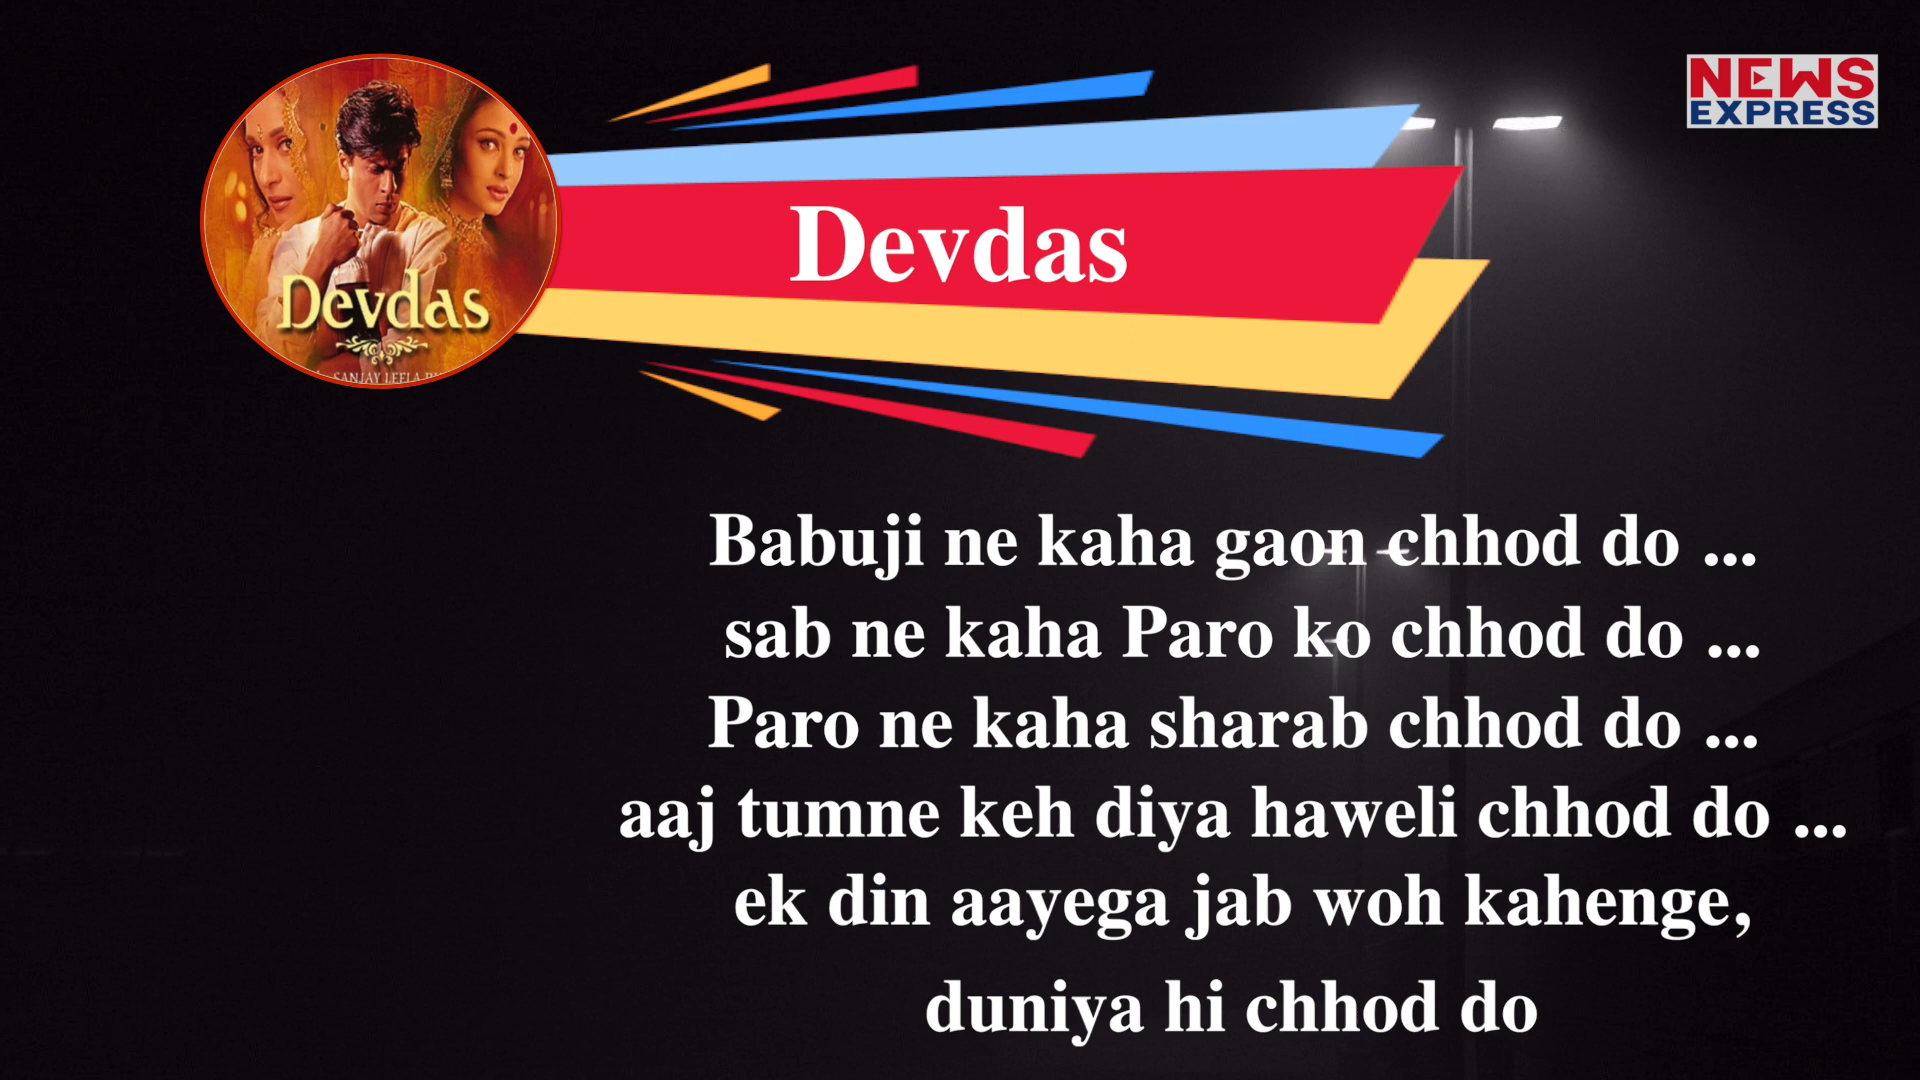 NEWS
EXPRESS
Devdas
Devdas
SANJAY LEELA
Babuji ne kaha gaon chhod do ...
sab ne kaha Paro ko chhod do ...
Paro ne kaha sharab chhod do ...
aaj tumne keh diya haweli chhod do ...
ek din aayega jab woh kahenge,
duniya hi chhod do